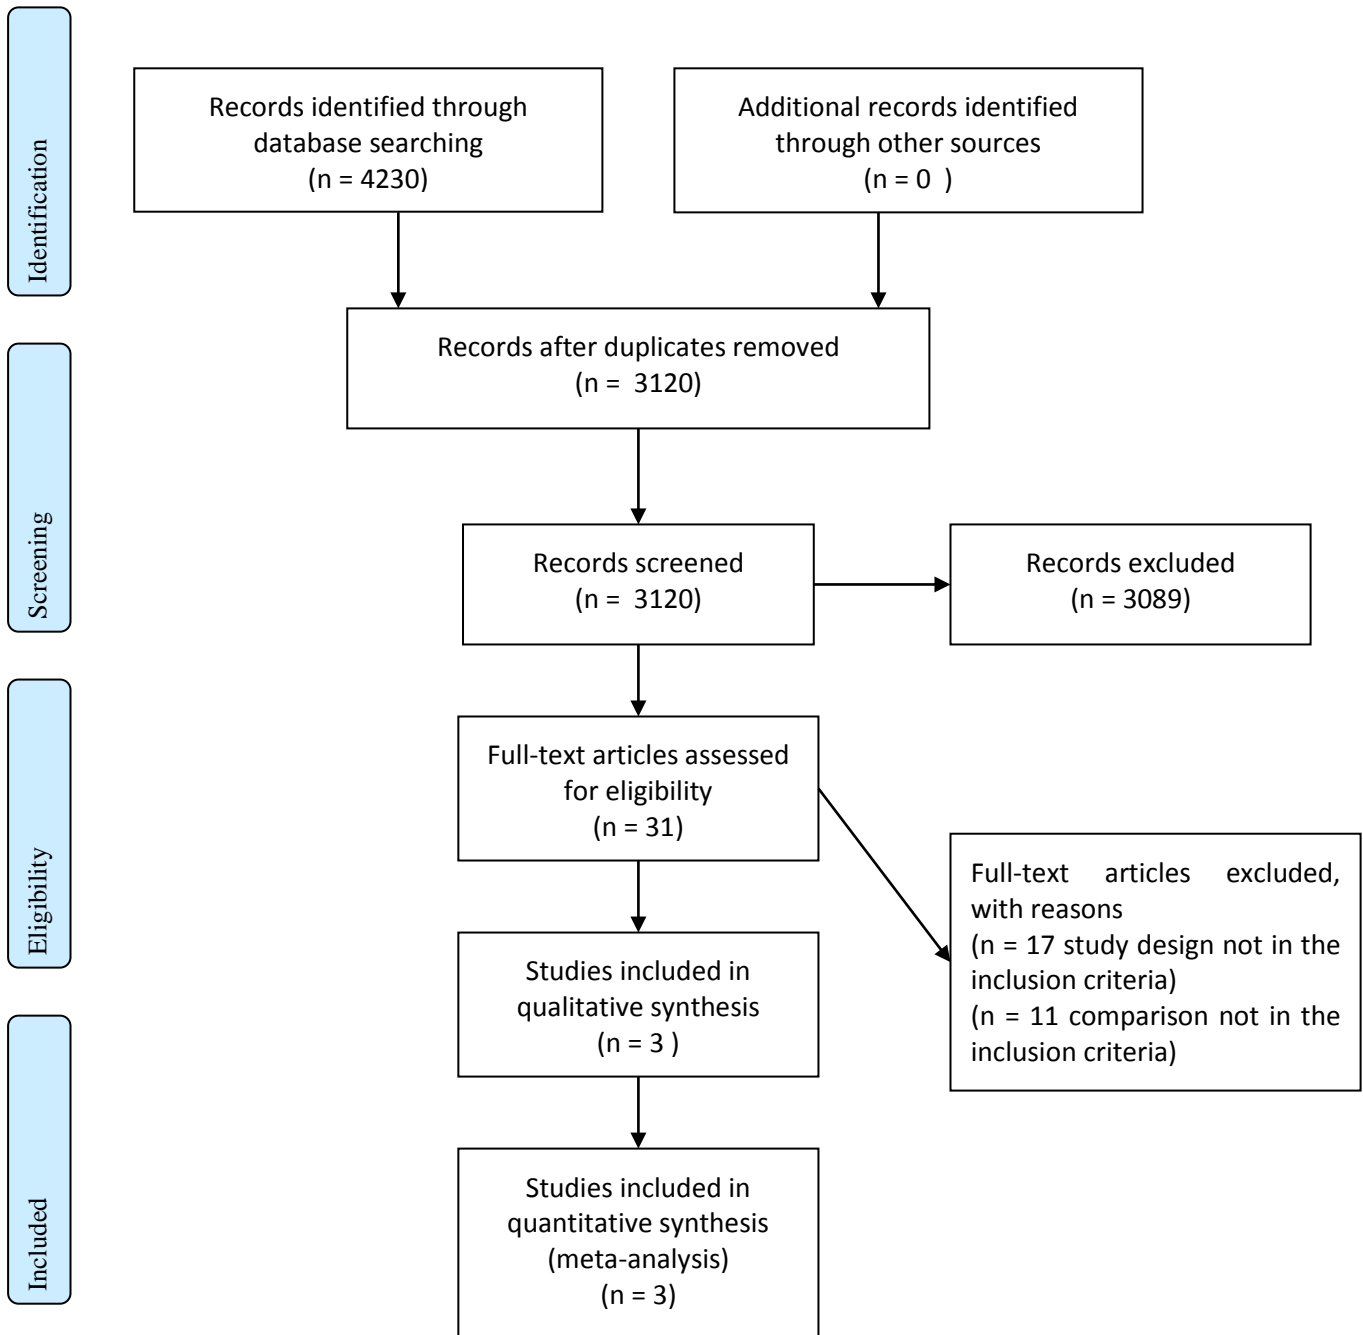 Identification
Records identified through
database searching
(n = 4230)
Additional records identified
through other sources
(n = 0  )
Records after duplicates removed
(n =  3120)
Screening
Records screened
(n =  3120)
Records excluded
(n = 3089)
Eligibility
Full-text articles assessed
for eligibility
(n = 31)
Full-text articles excluded,
with reasons
(n = 17 study design not in the
inclusion criteria)
(n = 11 comparison not in the
inclusion criteria)
Studies included in
qualitative synthesis
(n = 3 )
Included
Studies included in
quantitative synthesis
(meta-analysis)
(n = 3)